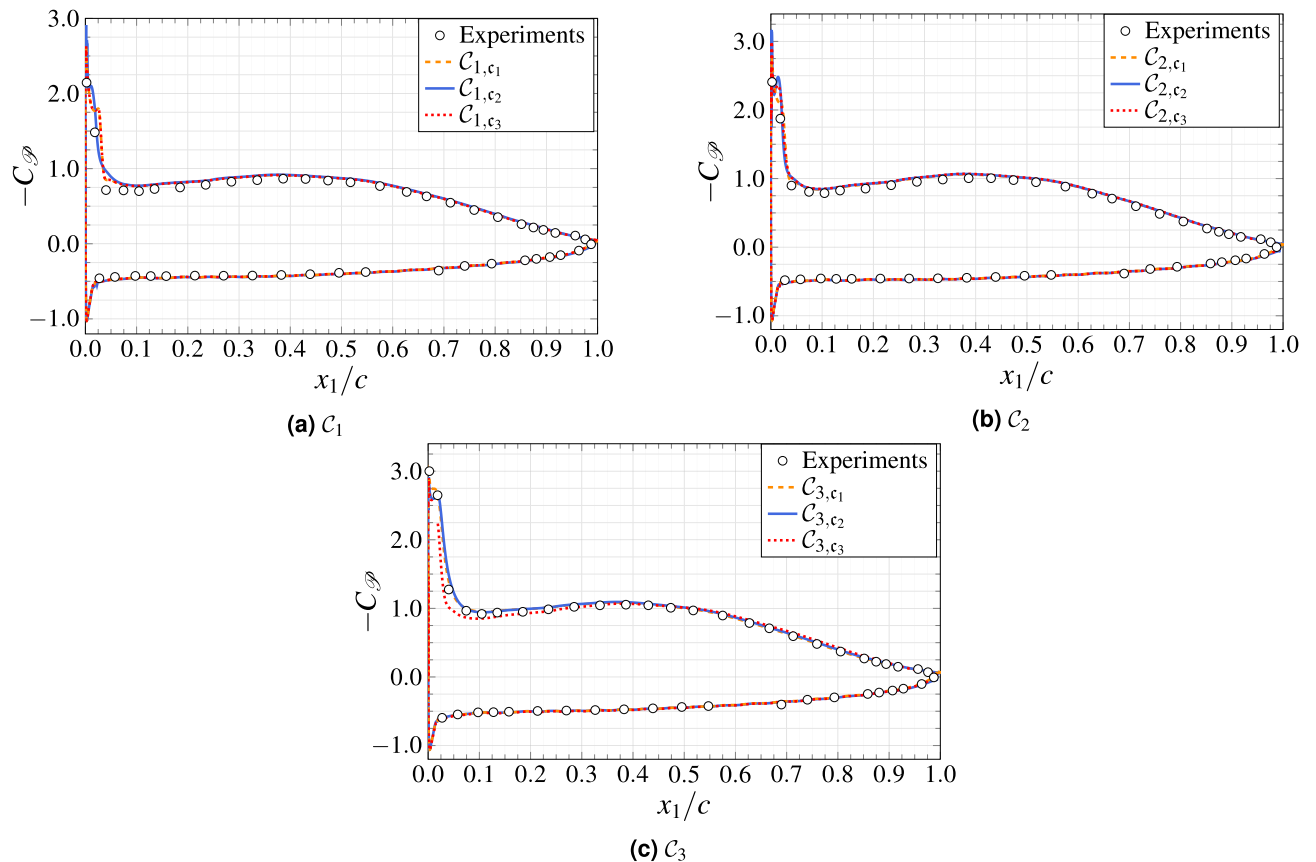 3.0
2.0
1.0
0.0
−1.0
−C𝒫
0.0 0.1 0.2 0.3 0.4 0.5 0.6 0.7 0.8 0.9 1.0
x₁/c
Experiments
𝒞1,𝔠1
𝒞1,𝔠2
𝒞1,𝔠3
(a) 𝒞1
3.0
2.0
1.0
0.0
−1.0
−C𝒫
0.0 0.1 0.2 0.3 0.4 0.5 0.6 0.7 0.8 0.9 1.0
x₁/c
Experiments
𝒞2,𝔠1
𝒞2,𝔠2
𝒞2,𝔠3
(b) 𝒞2
3.0
2.0
1.0
0.0
−1.0
−C𝒫
0.0 0.1 0.2 0.3 0.4 0.5 0.6 0.7 0.8 0.9 1.0
x₁/c
Experiments
𝒞3,𝔠1
𝒞3,𝔠2
𝒞3,𝔠3
(c) 𝒞3